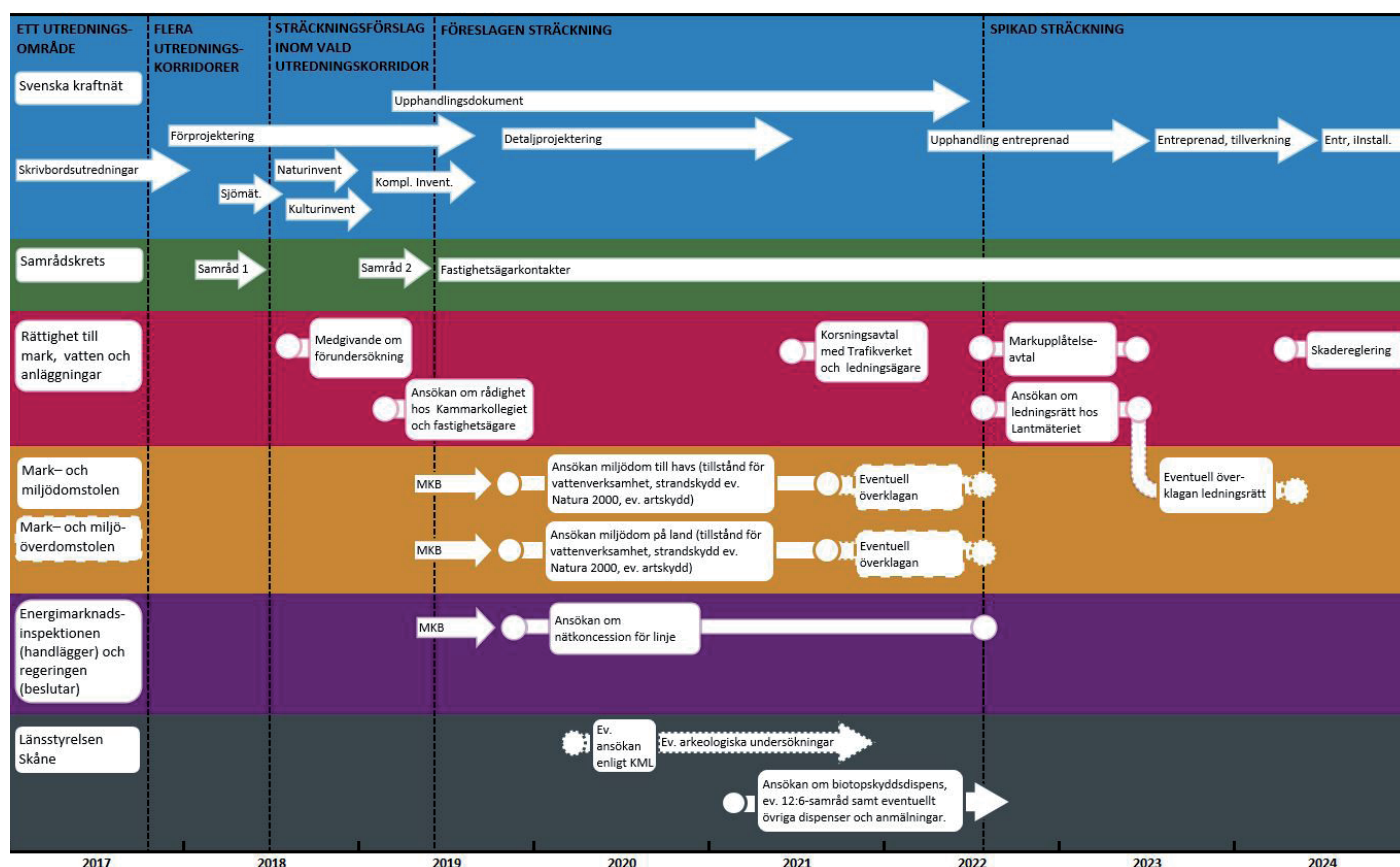 ETT UTREDNINGS-
OMRÅDE
FLERA
UTREDNINGS-
KORRIDORER
STRÄCKNINGSFÖRSLAG
INOM VALD
UTREDNINGSKORRIDOR
FÖRESLAGEN STRÄCKNING
SPIKAD STRÄCKNING
Svenska kraftnät
Upphandlingsdokument
Förprojektering
Detaljprojektering
Upphandling entreprenad
Entreprenad, tillverkning
Entr, iInstall.
Skrivbordsutredningar
Naturinvent
Kompl. Invent.
Sjömät.
Kulturinvent
Samrådskrets
Samråd 1
Samråd 2
Fastighetsägarkontakter
Rättighet till
mark, vatten och
anläggningar
Medgivande om
förundersökning
Ansökan om rådighet
hos Kammarkollegiet
och fastighetsägare
Korsningsavtal
med Trafikverket
och ledningsägare
Markupplåtelse-
avtal
Ansökan om
ledningsrätt hos
Lantmäteriet
Skadereglering
Mark– och
miljödomstolen
MKB
Ansökan miljödom till havs (tillstånd för
vattenverksamhet, strandskydd ev.
Natura 2000, ev. artskydd)
Eventuell
överklagan
Eventuell över-
klagan ledningsrätt
Mark– och miljö-
överdomstolen
MKB
Ansökan miljödom på land (tillstånd för
vattenverksamhet, strandskydd ev.
Natura 2000, ev. artskydd)
Eventuell
överklagan
Energimarknads-
inspektionen
(handlägger) och
regeringen
(beslutar)
MKB
Ansökan om
nätkoncession för linje
Länsstyrelsen
Skåne
Ev.
ansökan
enligt KML
Ev. arkeologiska undersökningar
Ansökan om biotopskyddsdispens,
ev. 12:6-samråd samt eventuellt
övriga dispenser och anmälningar.
2017
2018
2019
2020
2021
2022
2023
2024